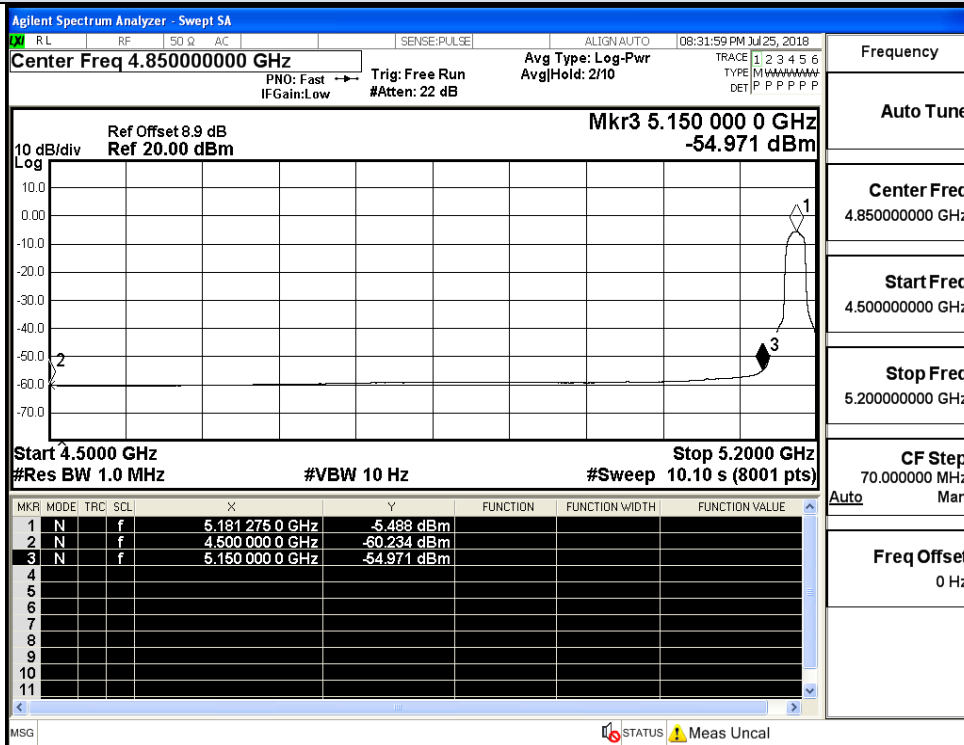 Agilent Spectrum Analyzer - Swept SA
LXI RL RF 50 Ω AC SENSE:PULSE ALIGN AUTO 08:31:59 PM Jul 25, 2018
Center Freq 4.850000000 GHz
PNO: Fast
IFGain:Low
Trig: Free Run
#Atten: 22 dB
Avg Type: Log-Pwr
Avg|Hold: 2/10
TRACE 1 2 3 4 5 6
TYPE M WWWWW
DET P P P P P P
Mkr3 5.150 000 0 GHz
-54.971 dBm
Ref Offset 8.9 dB
10 dB/div Ref 20.00 dBm
Log
10.0
0.00
-10.0
-20.0
-30.0
-40.0
-50.0
-60.0
-70.0
1
2
3
Start 4.5000 GHz Stop 5.2000 GHz
#Res BW 1.0 MHz #VBW 10 Hz #Sweep 10.10 s (8001 pts)
MKR MODE TRC SCL X Y FUNCTION FUNCTION WIDTH FUNCTION VALUE
1 N f 5.181 275 0 GHz -5.488 dBm
2 N f 4.500 000 0 GHz -60.234 dBm
3 N f 5.150 000 0 GHz -54.971 dBm
4
5
6
7
8
9
10
11
MSG STATUS Meas Uncal
Frequency
Auto Tune
Center Freq
4.850000000 GHz
Start Freq
4.500000000 GHz
Stop Freq
5.200000000 GHz
CF Step
70.000000 MHz
Auto Man
Freq Offset
0 Hz